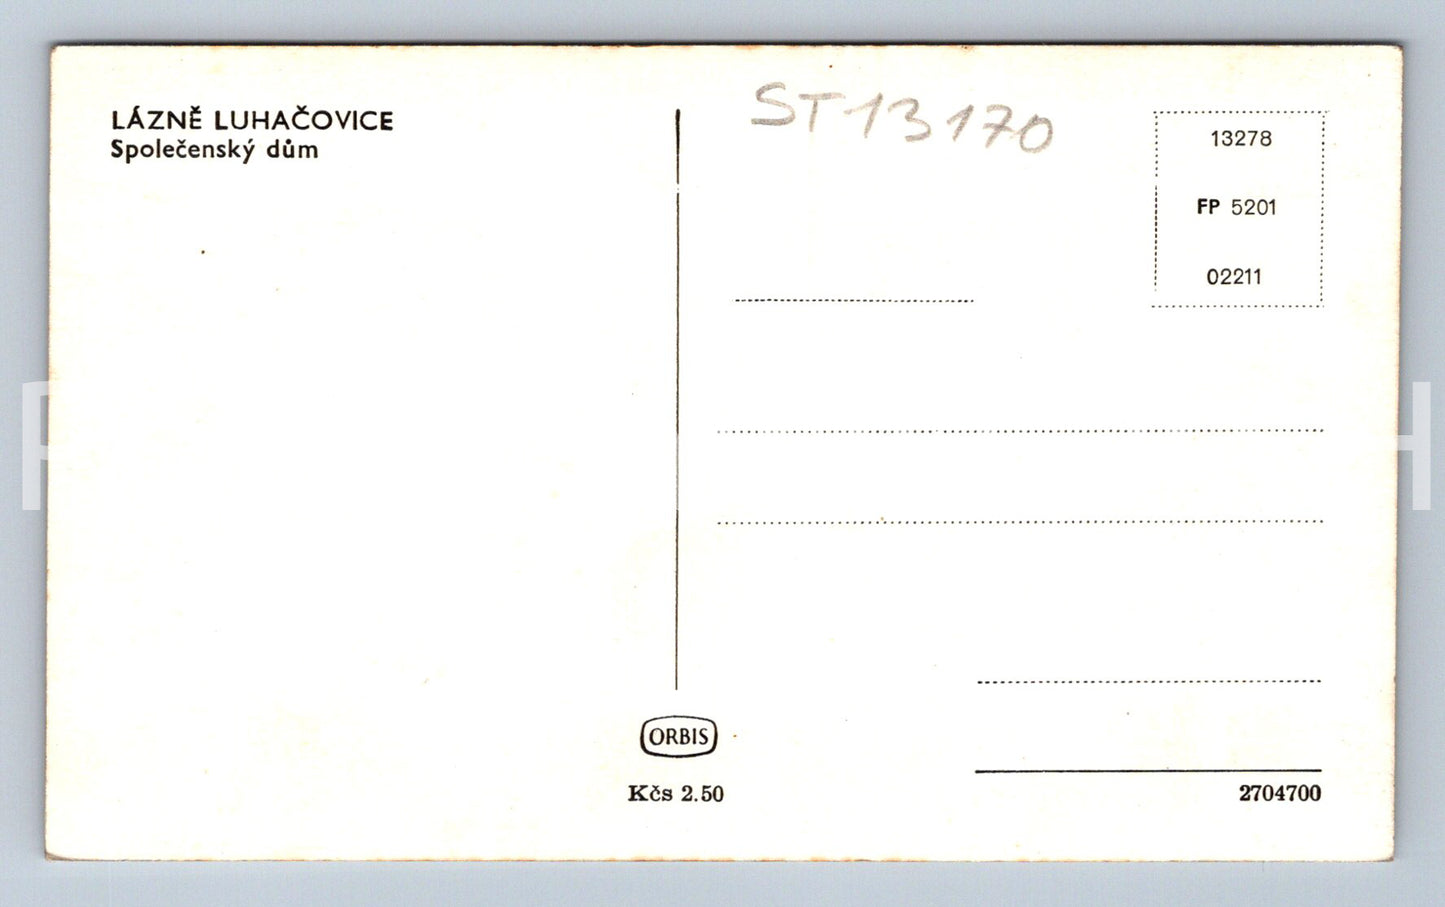 LÁZNĚ LUHAČOVICE
Společenský dům
ST13170
13278
FP 5201
02211
ORBIS
Kčs 2.50
2704700